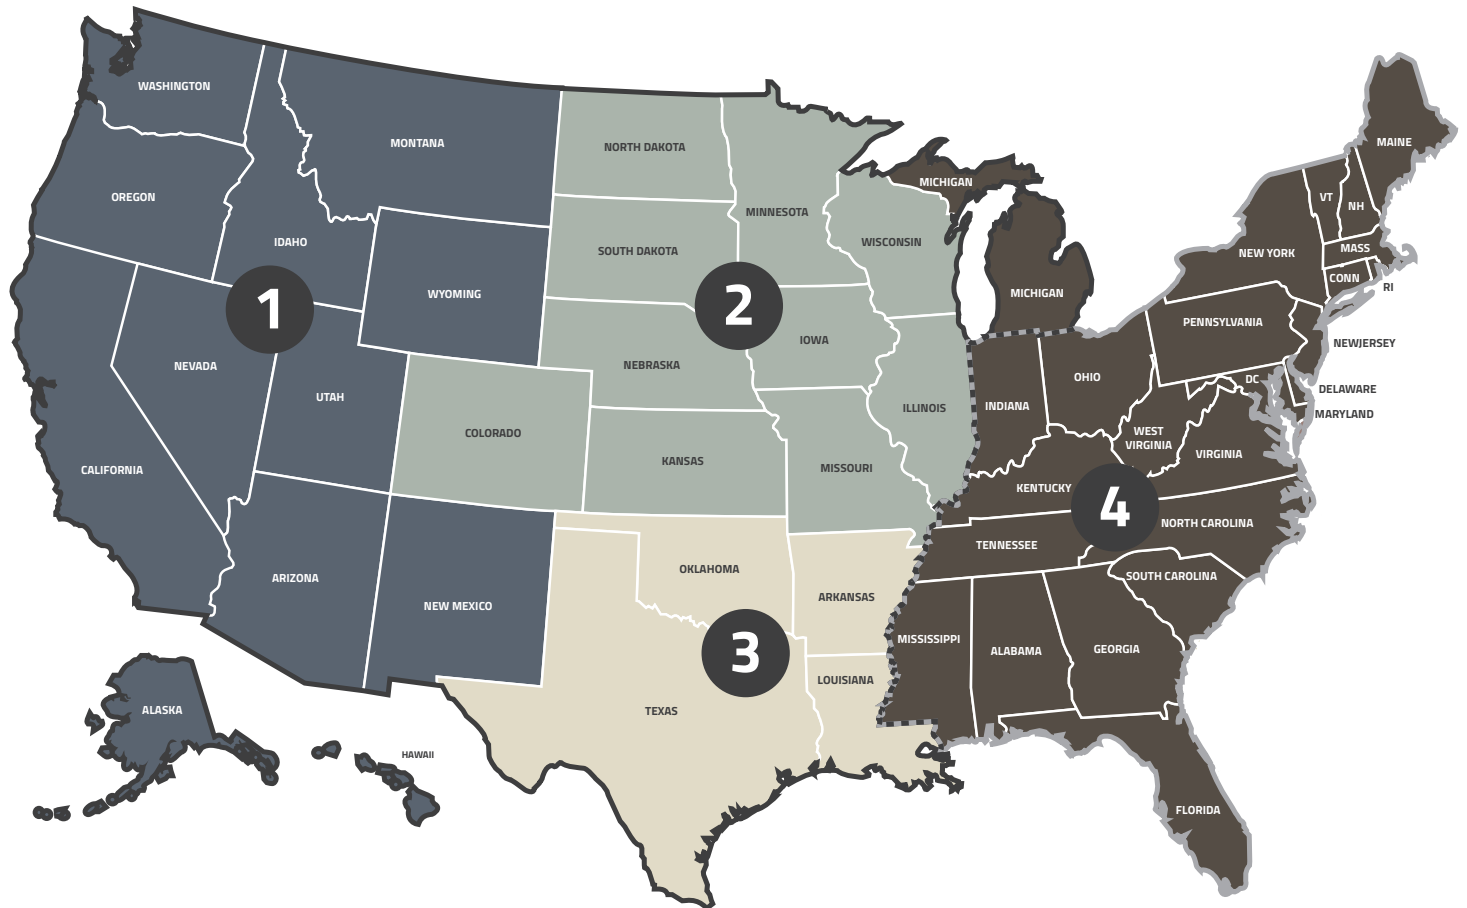 WASHINGTON
MONTANA
NORTH DAKOTA
MAINE
OREGON
MICHIGAN
MINNESOTA
VT
NH
IDAHO
SOUTH DAKOTA
WISCONSIN
NEW YORK
MASS
WYOMING
MICHIGAN
CONN
RI
1
2
NEVADA
NEBRASKA
IOWA
PENNSYLVANIA
NEWJERSEY
UTAH
COLORADO
ILLINOIS
INDIANA
OHIO
DC
DELAWARE
MARYLAND
CALIFORNIA
KANSAS
MISSOURI
WEST
VIRGINIA
VIRGINIA
KENTUCKY
4
NORTH CAROLINA
ARIZONA
NEW MEXICO
OKLAHOMA
ARKANSAS
TENNESSEE
SOUTH CAROLINA
3
MISSISSIPPI
ALABAMA
GEORGIA
TEXAS
LOUISIANA
ALASKA
HAWAII
FLORIDA